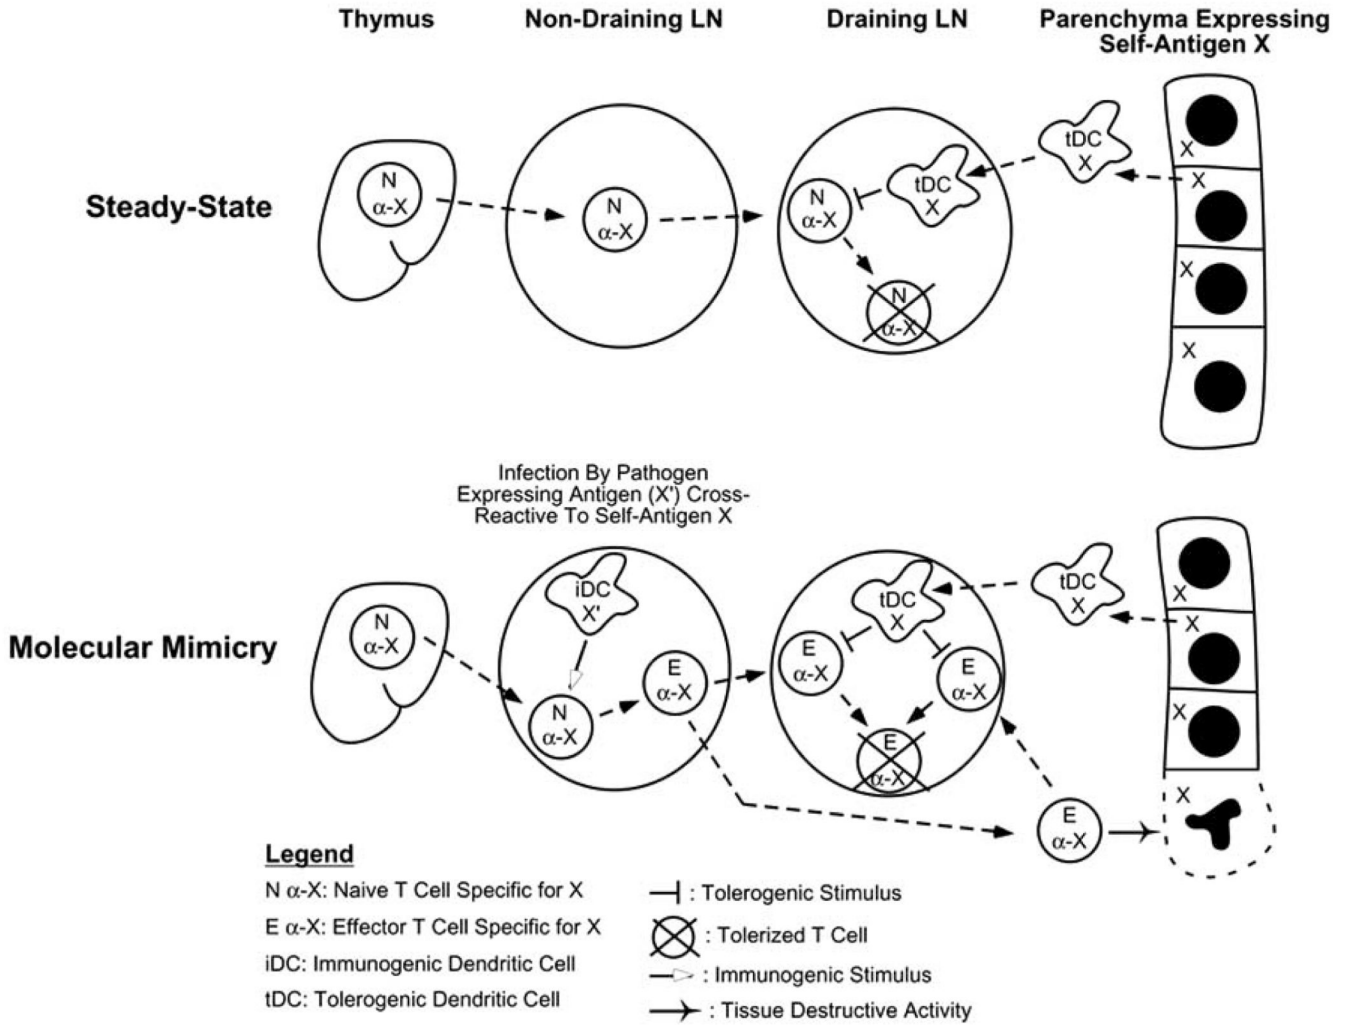 Thymus
Non-Draining LN
Draining LN
Parenchyma Expressing
Self-Antigen X
Steady-State
N
α-X
N
α-X
N
α-X
tDC
X
N
α-X
tDC
X
X
X
X
X
Infection By Pathogen
Expressing Antigen (X') Cross-
Reactive To Self-Antigen X
Molecular Mimicry
N
α-X
iDC
X'
N
α-X
E
α-X
tDC
X
E
α-X
E
α-X
E
α-X
tDC
X
X
X
X
X
E
α-X
Legend
N α-X: Naive T Cell Specific for X
E α-X: Effector T Cell Specific for X
iDC: Immunogenic Dendritic Cell
tDC: Tolerogenic Dendritic Cell
: Tolerogenic Stimulus
: Tolerized T Cell
: Immunogenic Stimulus
: Tissue Destructive Activity